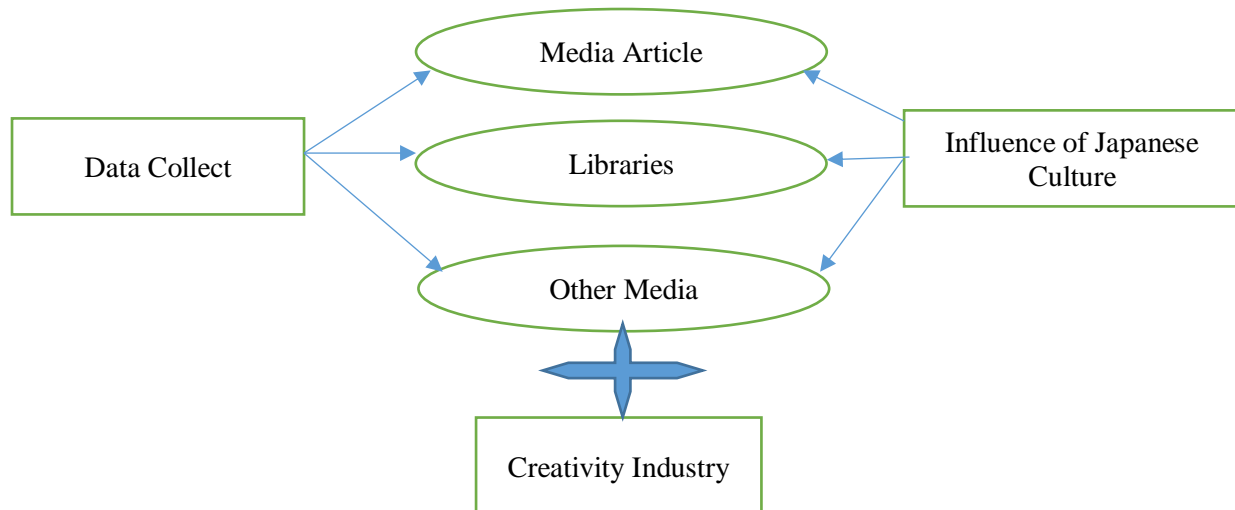 Media Article
Data Collect
Libraries
Influence of Japanese
Culture
Other Media
Creativity Industry